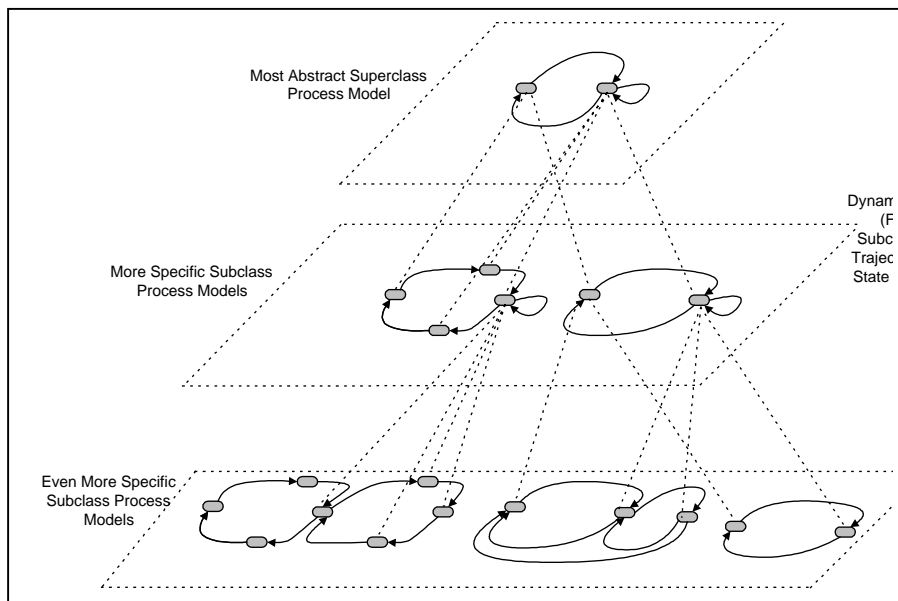 Most Abstract Superclass
Process Model
More Specific Subclass
Process Models
Even More Specific
Subclass Process
Models